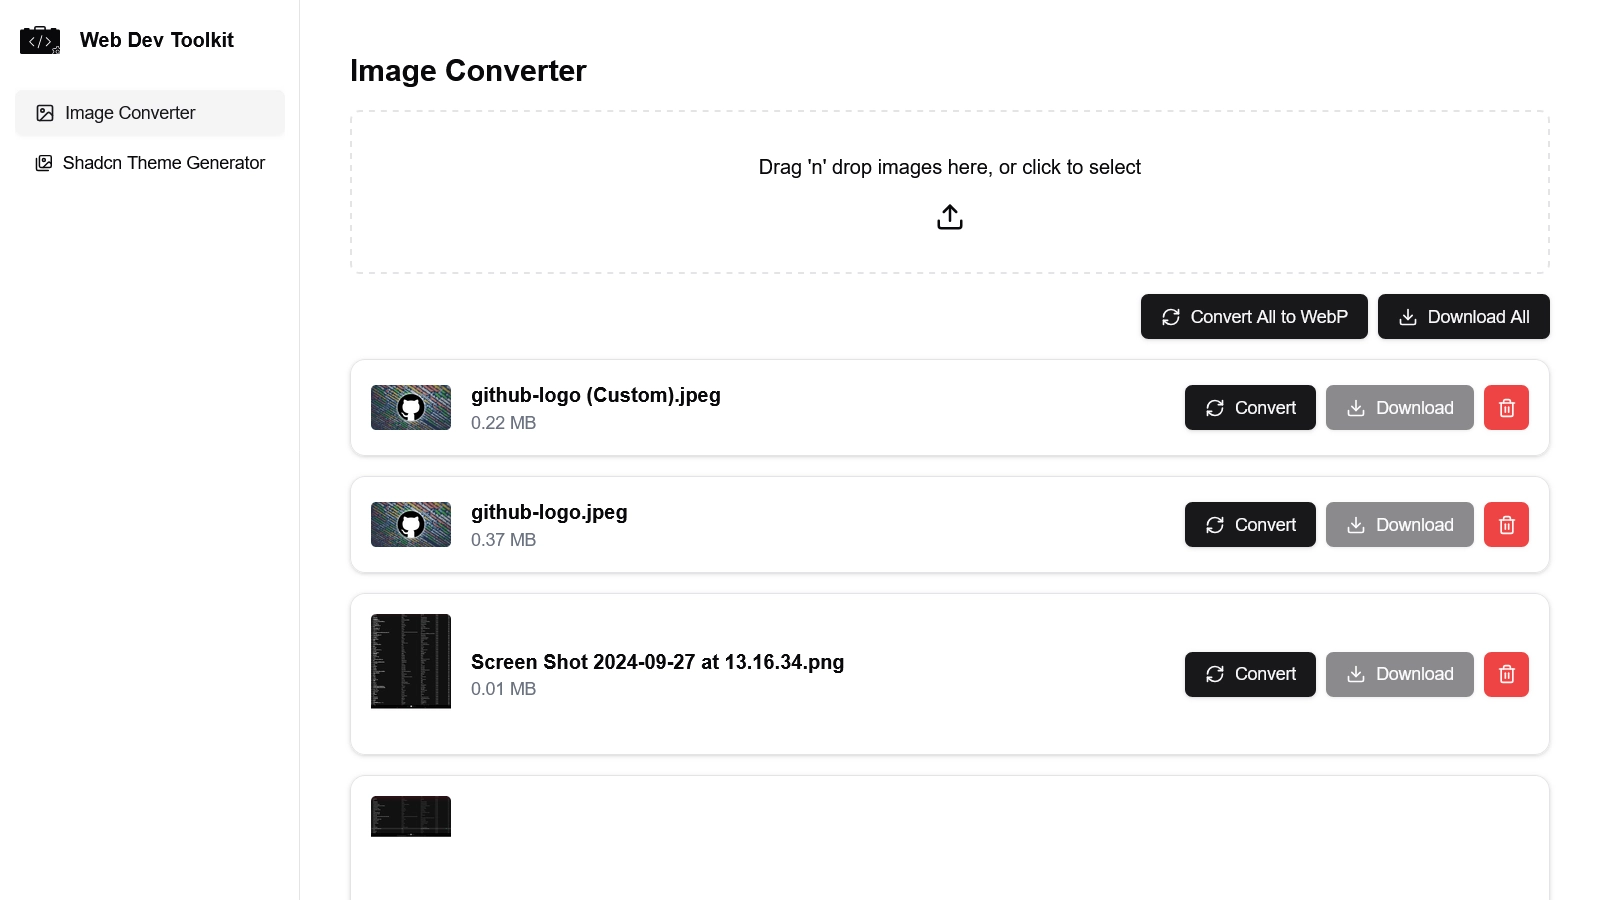 Web Dev Toolkit
Image Converter
Shadcn Theme Generator
Image Converter
Drag 'n' drop images here, or click to select
Convert All to WebP
Download All
github-logo (Custom).jpeg
0.22 MB
Convert
Download
github-logo.jpeg
0.37 MB
Convert
Download
Screen Shot 2024-09-27 at 13.16.34.png
0.01 MB
Convert
Download